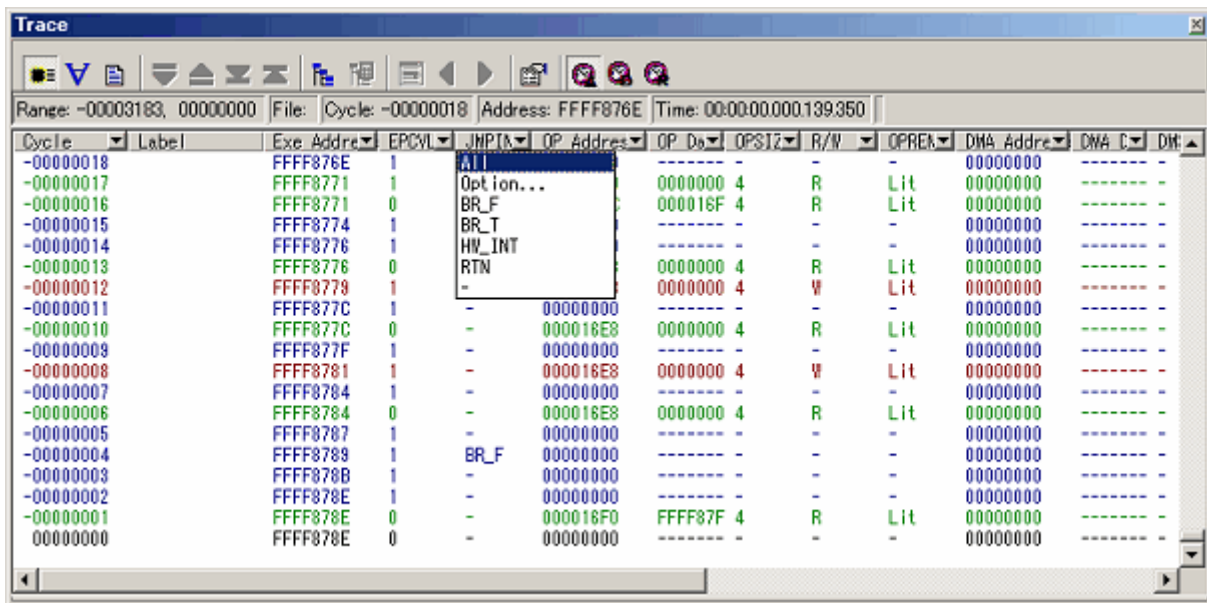 Trace
Range: -00003183, 00000000 File: Cycle: -00000018 Address: FFFF876E Time: 00:00:00.000.139.350
Cycle Label Exe Addre EPCVL JMPIN OP Addres OP Da OPSIZ R/W OPREN DMA Addre DMA C DM
-00000018 FFFF876E 1 All ------- - - - 00000000 ------- -
-00000017 FFFF8771 1 Option... 0000000 4 R Lit 00000000 ------- -
-00000016 FFFF8771 0 BR_F 000016F 4 R Lit 00000000 ------- -
-00000015 FFFF8774 1 BR_T ------- - - - 00000000 ------- -
-00000014 FFFF8776 1 HW_INT ------- - - - 00000000 ------- -
-00000013 FFFF8776 0 RTN 0000000 4 R Lit 00000000 ------- -
-00000012 FFFF8779 1 - 0000000 4 W Lit 00000000 ------- -
-00000011 FFFF877C 1 - 00000000 ------- - - - 00000000 ------- -
-00000010 FFFF877C 0 - 000016E8 0000000 4 R Lit 00000000 ------- -
-00000009 FFFF877F 1 - 00000000 ------- - - - 00000000 ------- -
-00000008 FFFF8781 1 - 000016E8 0000000 4 W Lit 00000000 ------- -
-00000007 FFFF8784 1 - 00000000 ------- - - - 00000000 ------- -
-00000006 FFFF8784 0 - 000016E8 0000000 4 R Lit 00000000 ------- -
-00000005 FFFF8787 1 - 00000000 ------- - - - 00000000 ------- -
-00000004 FFFF8789 1 BR_F 00000000 ------- - - - 00000000 ------- -
-00000003 FFFF878B 1 - 00000000 ------- - - - 00000000 ------- -
-00000002 FFFF878E 1 - 00000000 ------- - - - 00000000 ------- -
-00000001 FFFF878E 0 - 000016F0 FFFF87F 4 R Lit 00000000 ------- -
00000000 FFFF878E 0 - 00000000 ------- - - - 00000000 ------- -